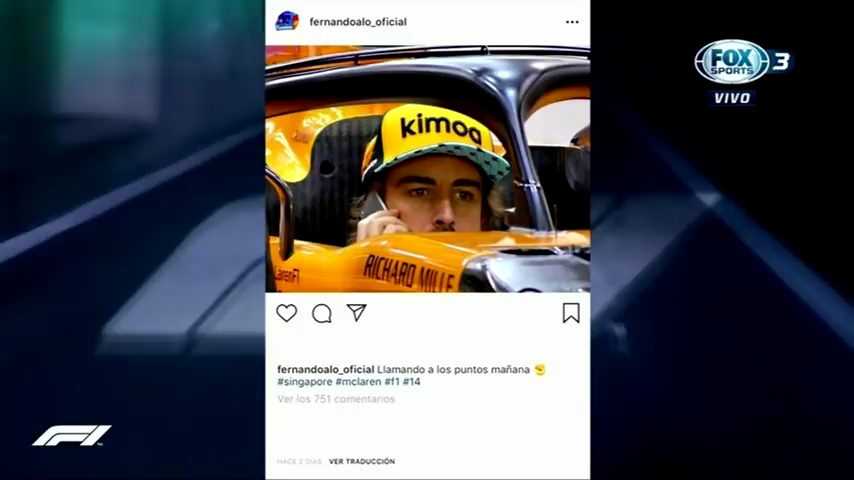 fernandoalo_oficial
FOX
SPORTS
3
VIVO
kimoa
RICHARD MILLE
LarenF1
fernandoalo_oficial Llamando a los puntos mañana
#singapore #mclaren #f1 #14
Ver los 751 comentarios
HACE 2 DÍAS VER TRADUCCIÓN
F1